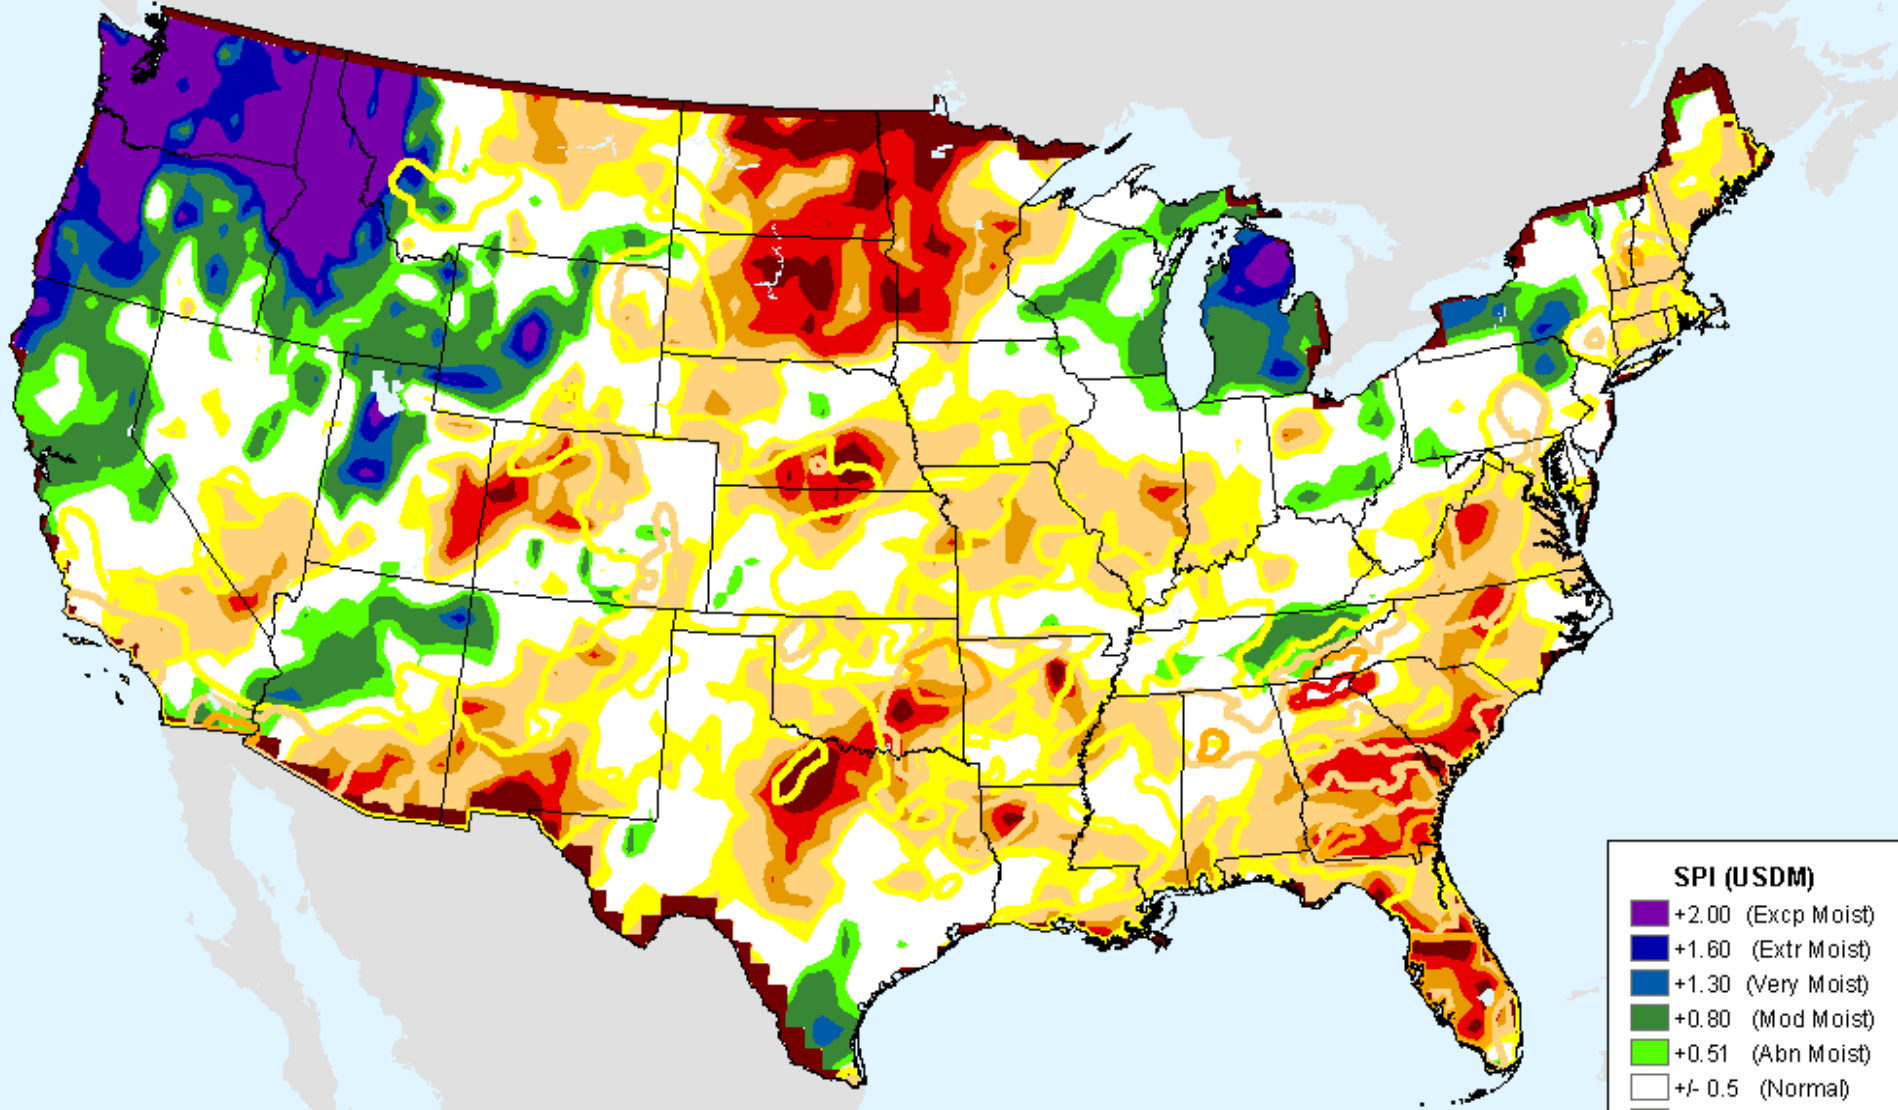 SPI (USDM)
+2.00 (Excp Moist)
+1.60 (Extr Moist)
+1.30 (Very Moist)
+0.80 (Mod Moist)
+0.51 (Abn Moist)
+/- 0.5 (Normal)